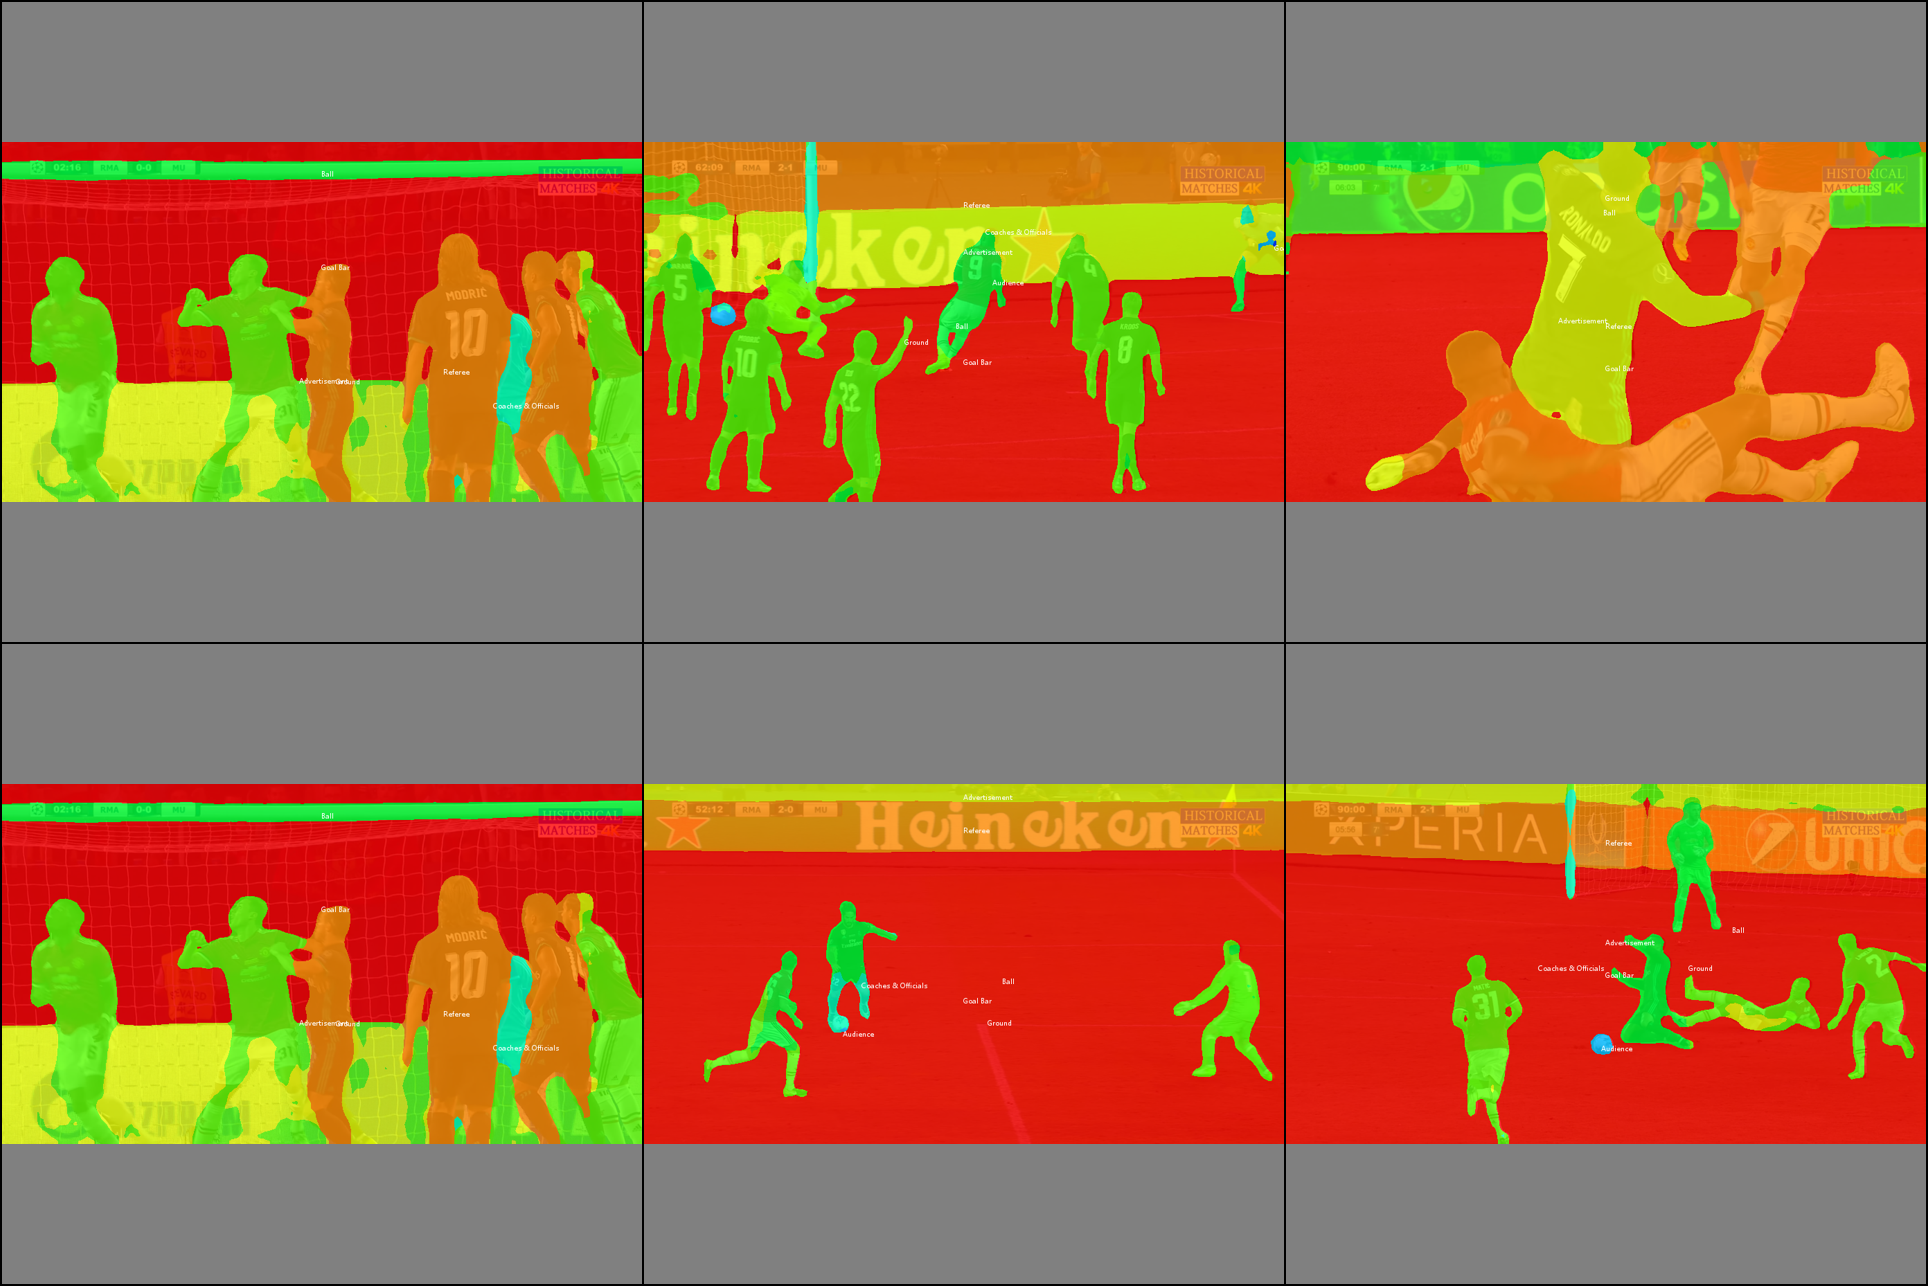 02:16 RMA 0-0 MU
HISTORICAL
MATCHES 4K
Ball
Goal Bar
MODRIC
10
Referee
Advertisement
Ground
Coaches & Officials
62:09 RMA 2-1 MU
HISTORICAL
MATCHES 4K
Referee
Coaches & Officials
Advertisement
Audience
Ball
Ground
Goal Bar
Heineken
5
9
4
10
22
KROOS
8
90:00 RMA 2-1 MU
HISTORICAL
MATCHES 4K
Ground
Ball
RONALDO
7
12
Advertisement
Referee
Goal Bar
02:16 RMA 0-0 MU
HISTORICAL
MATCHES 4K
Ball
Goal Bar
MODRIC
10
Referee
Advertisement
Ground
Coaches & Officials
Advertisement
52:12 RMA 2-0 MU
HISTORICAL
MATCHES 4K
Heineken
Referee
Ball
Coaches & Officials
Goal Bar
Ground
Audience
90:00 RMA 2-1 MU
HISTORICAL
MATCHES 4K
XPERIA
Referee
Ball
Advertisement
Coaches & Officials
Goal Bar
Ground
31
2
Audience